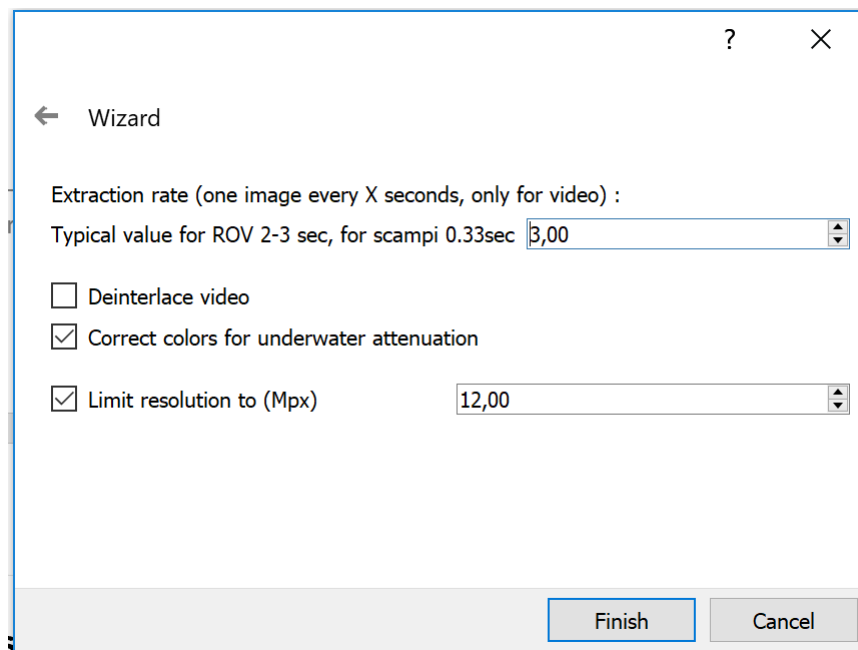 ?
Wizard
Extraction rate (one image every X seconds, only for video) :
Typical value for ROV 2-3 sec, for scampi 0.33sec 3,00
Deinterlace video
Correct colors for underwater attenuation
Limit resolution to (Mpx) 12,00
Finish Cancel